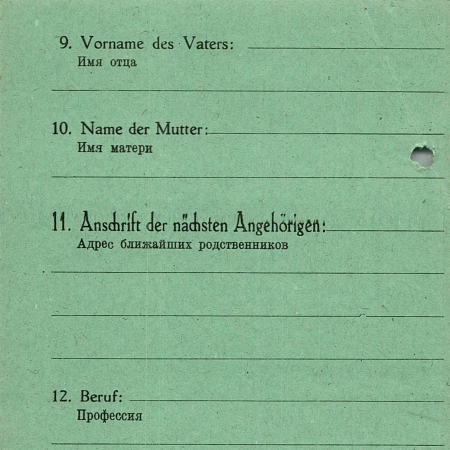 9. Vorname des Vaters:
Имя отца
10. Name der Mutter:
Имя матери
11. Anschrift der nächsten Angehörigen:
Адрес ближайших родственников
12. Beruf:
Профессия